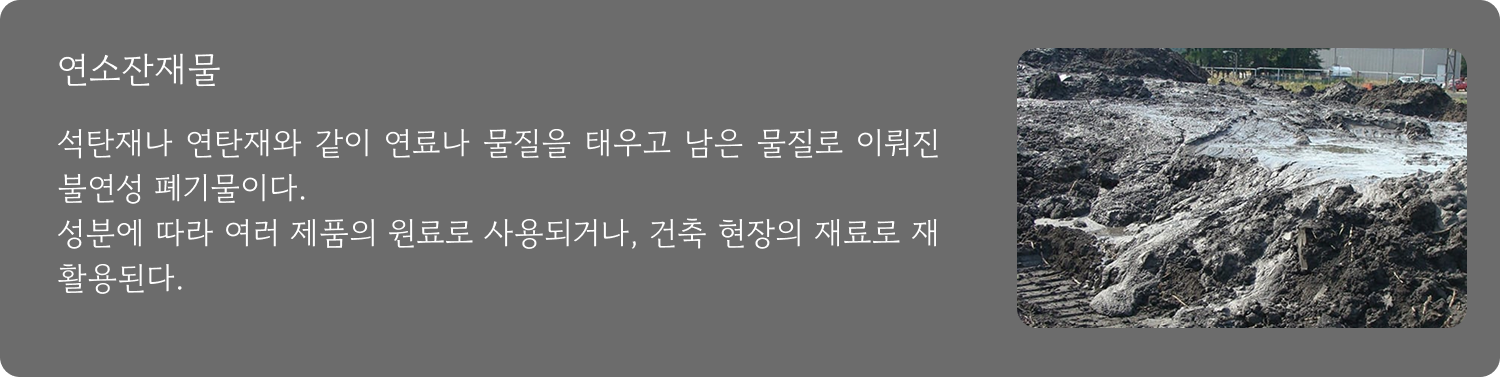 연소잔재물
석탄재나 연탄재와 같이 연료나 물질을 태우고 남은 물질로 이뤄진
불연성 폐기물이다.
성분에 따라 여러 제품의 원료로 사용되거나, 건축 현장의 재료로 재
활용된다.